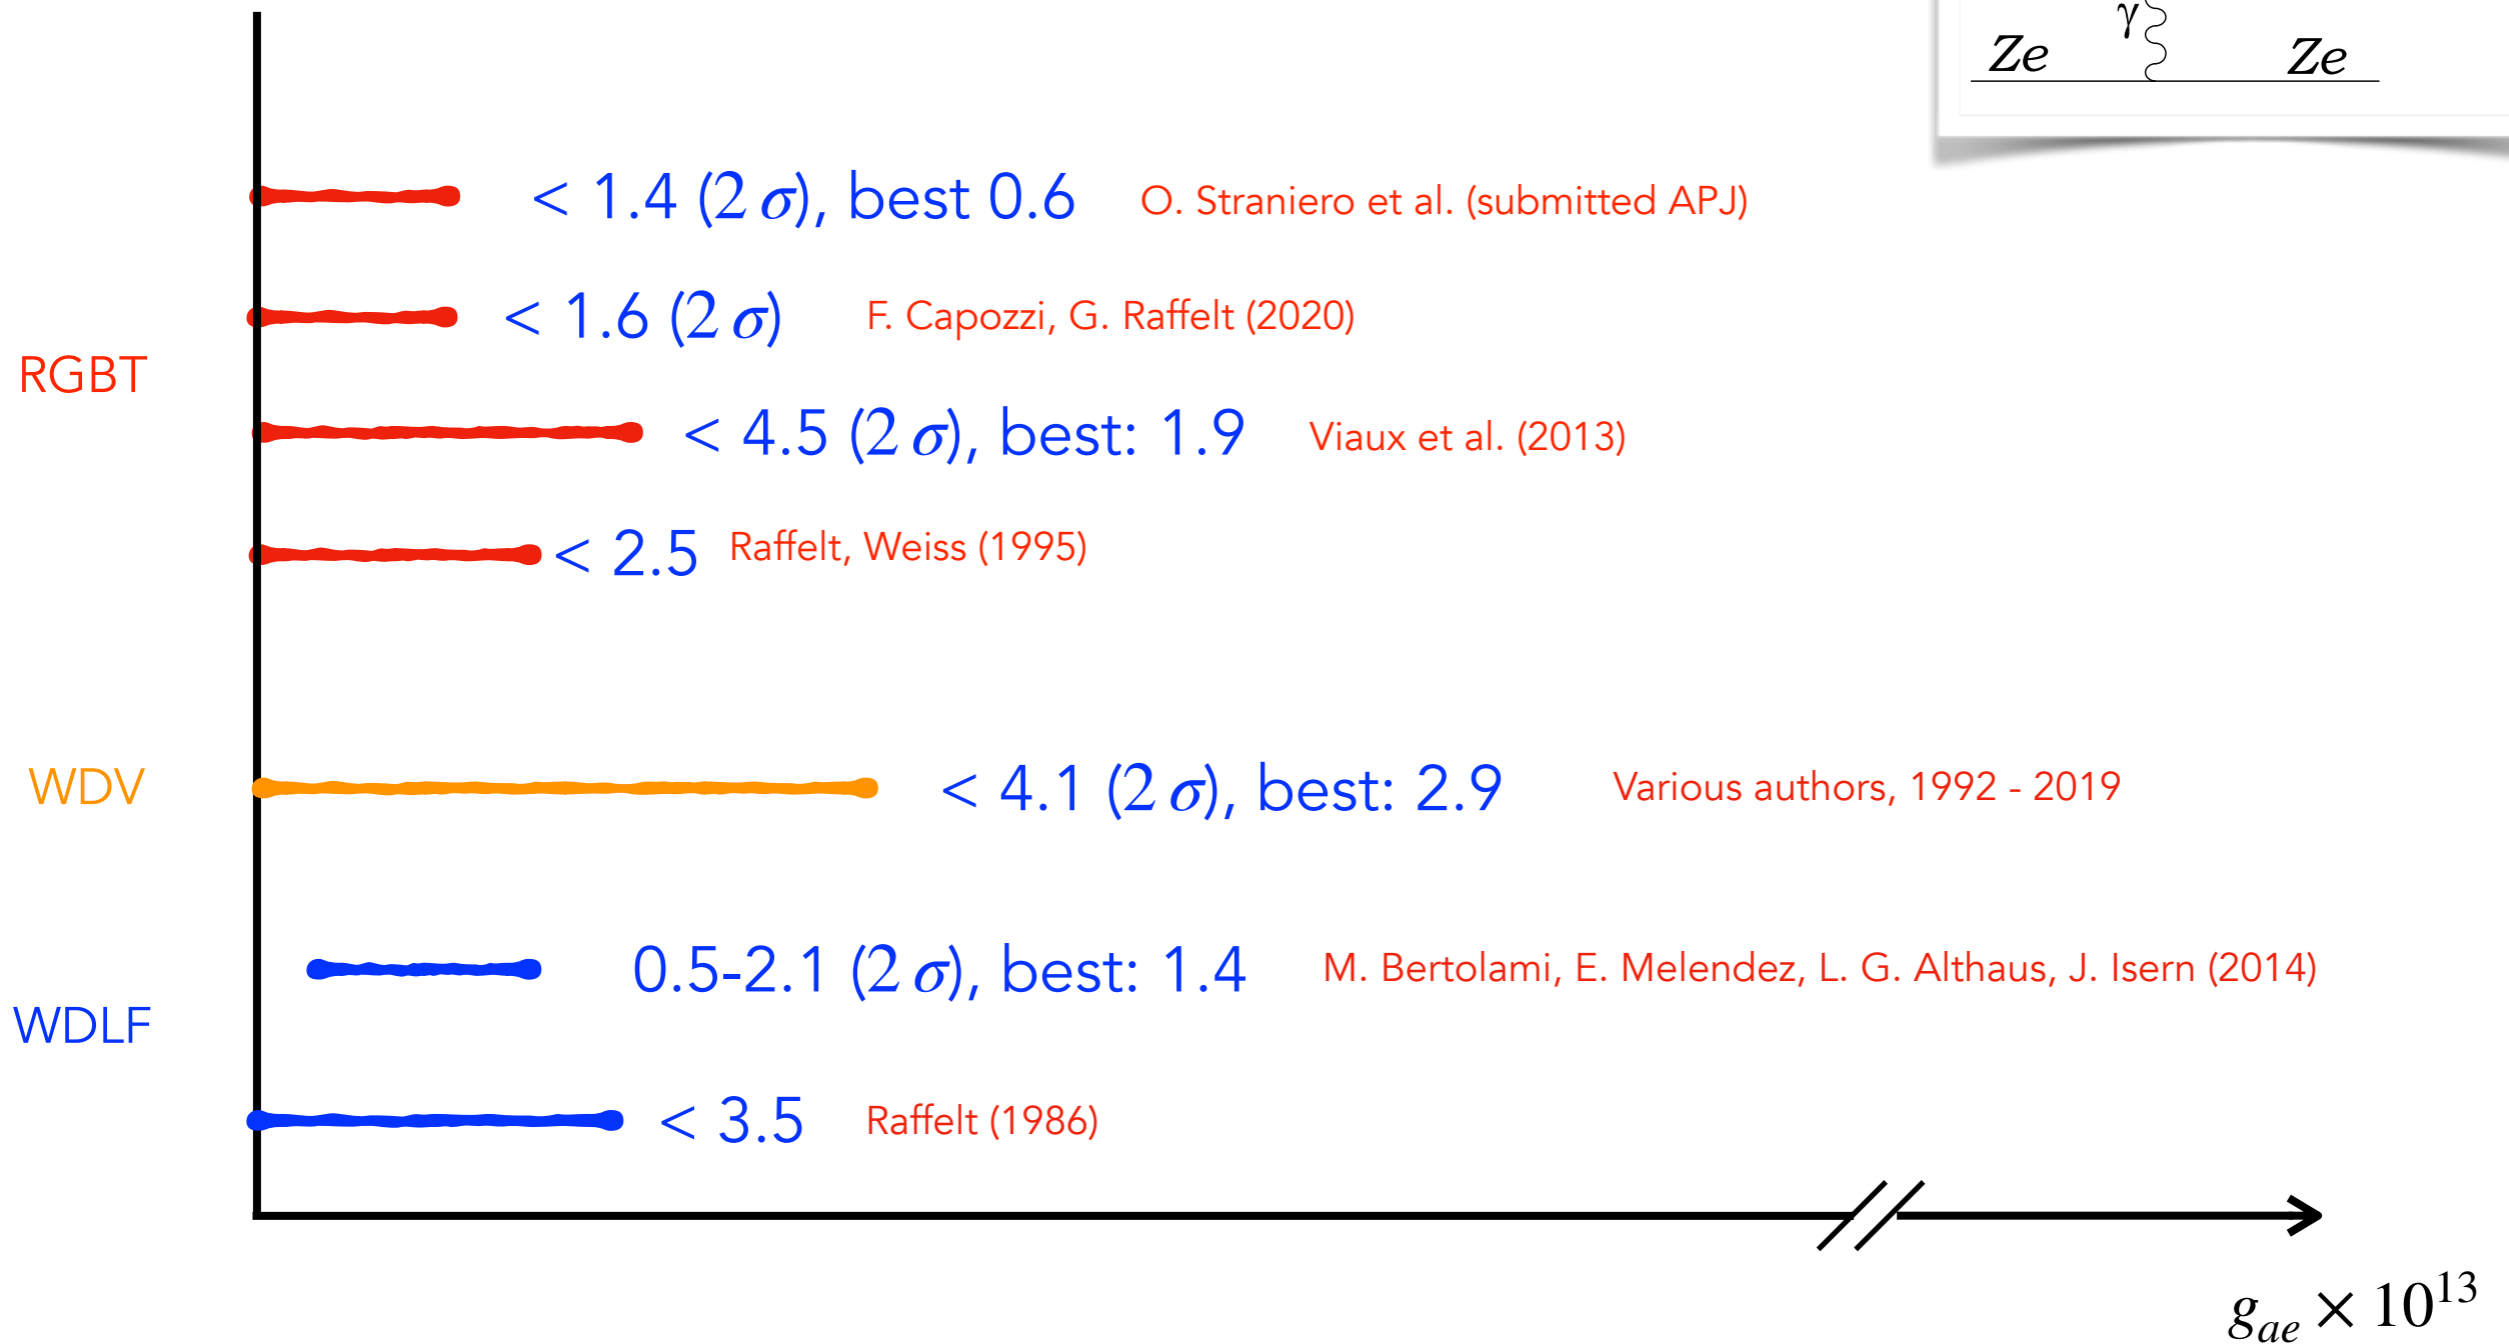 γ
Ze Ze
< 1.4 (2 σ), best 0.6 O. Straniero et al. (submitted APJ)
< 1.6 (2 σ) F. Capozzi, G. Raffelt (2020)
RGBT
< 4.5 (2 σ), best: 1.9 Viaux et al. (2013)
< 2.5 Raffelt, Weiss (1995)
WDV < 4.1 (2 σ), best: 2.9 Various authors, 1992 - 2019
0.5-2.1 (2 σ), best: 1.4 M. Bertolami, E. Melendez, L. G. Althaus, J. Isern (2014)
WDLF
< 3.5 Raffelt (1986)
g_{ae} × 10^{13}